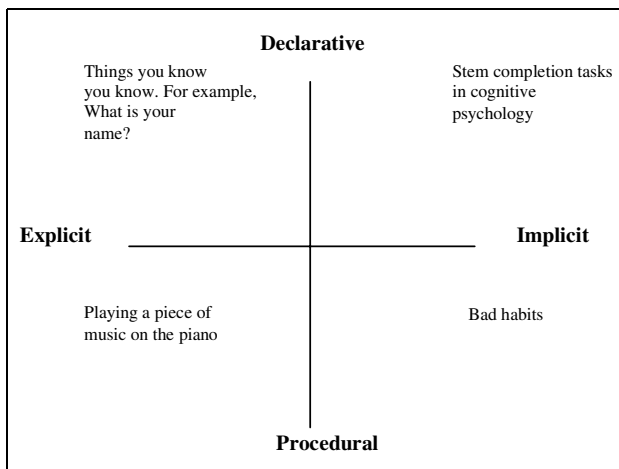 Declarative
Things you know
you know. For example,
What is your
name?
Stem completion tasks
in cognitive
psychology
Explicit
Implicit
Playing a piece of
music on the piano
Bad habits
Procedural